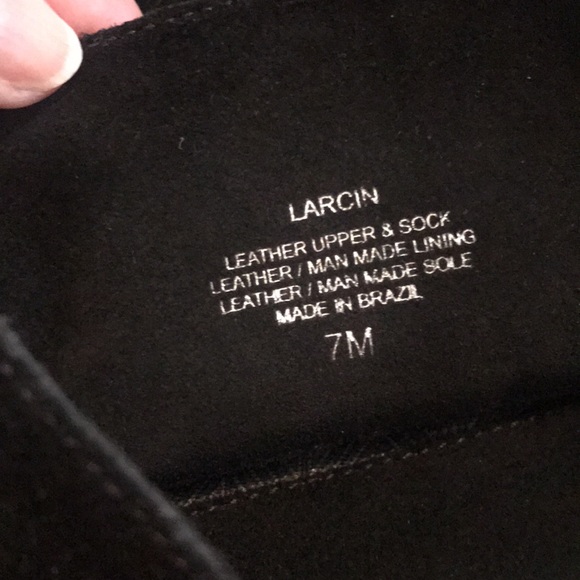 LARCIN
LEATHER UPPER & SOCK
LEATHER / MAN MADE LINING
LEATHER / MAN MADE SOLE
MADE IN BRAZIL
7M